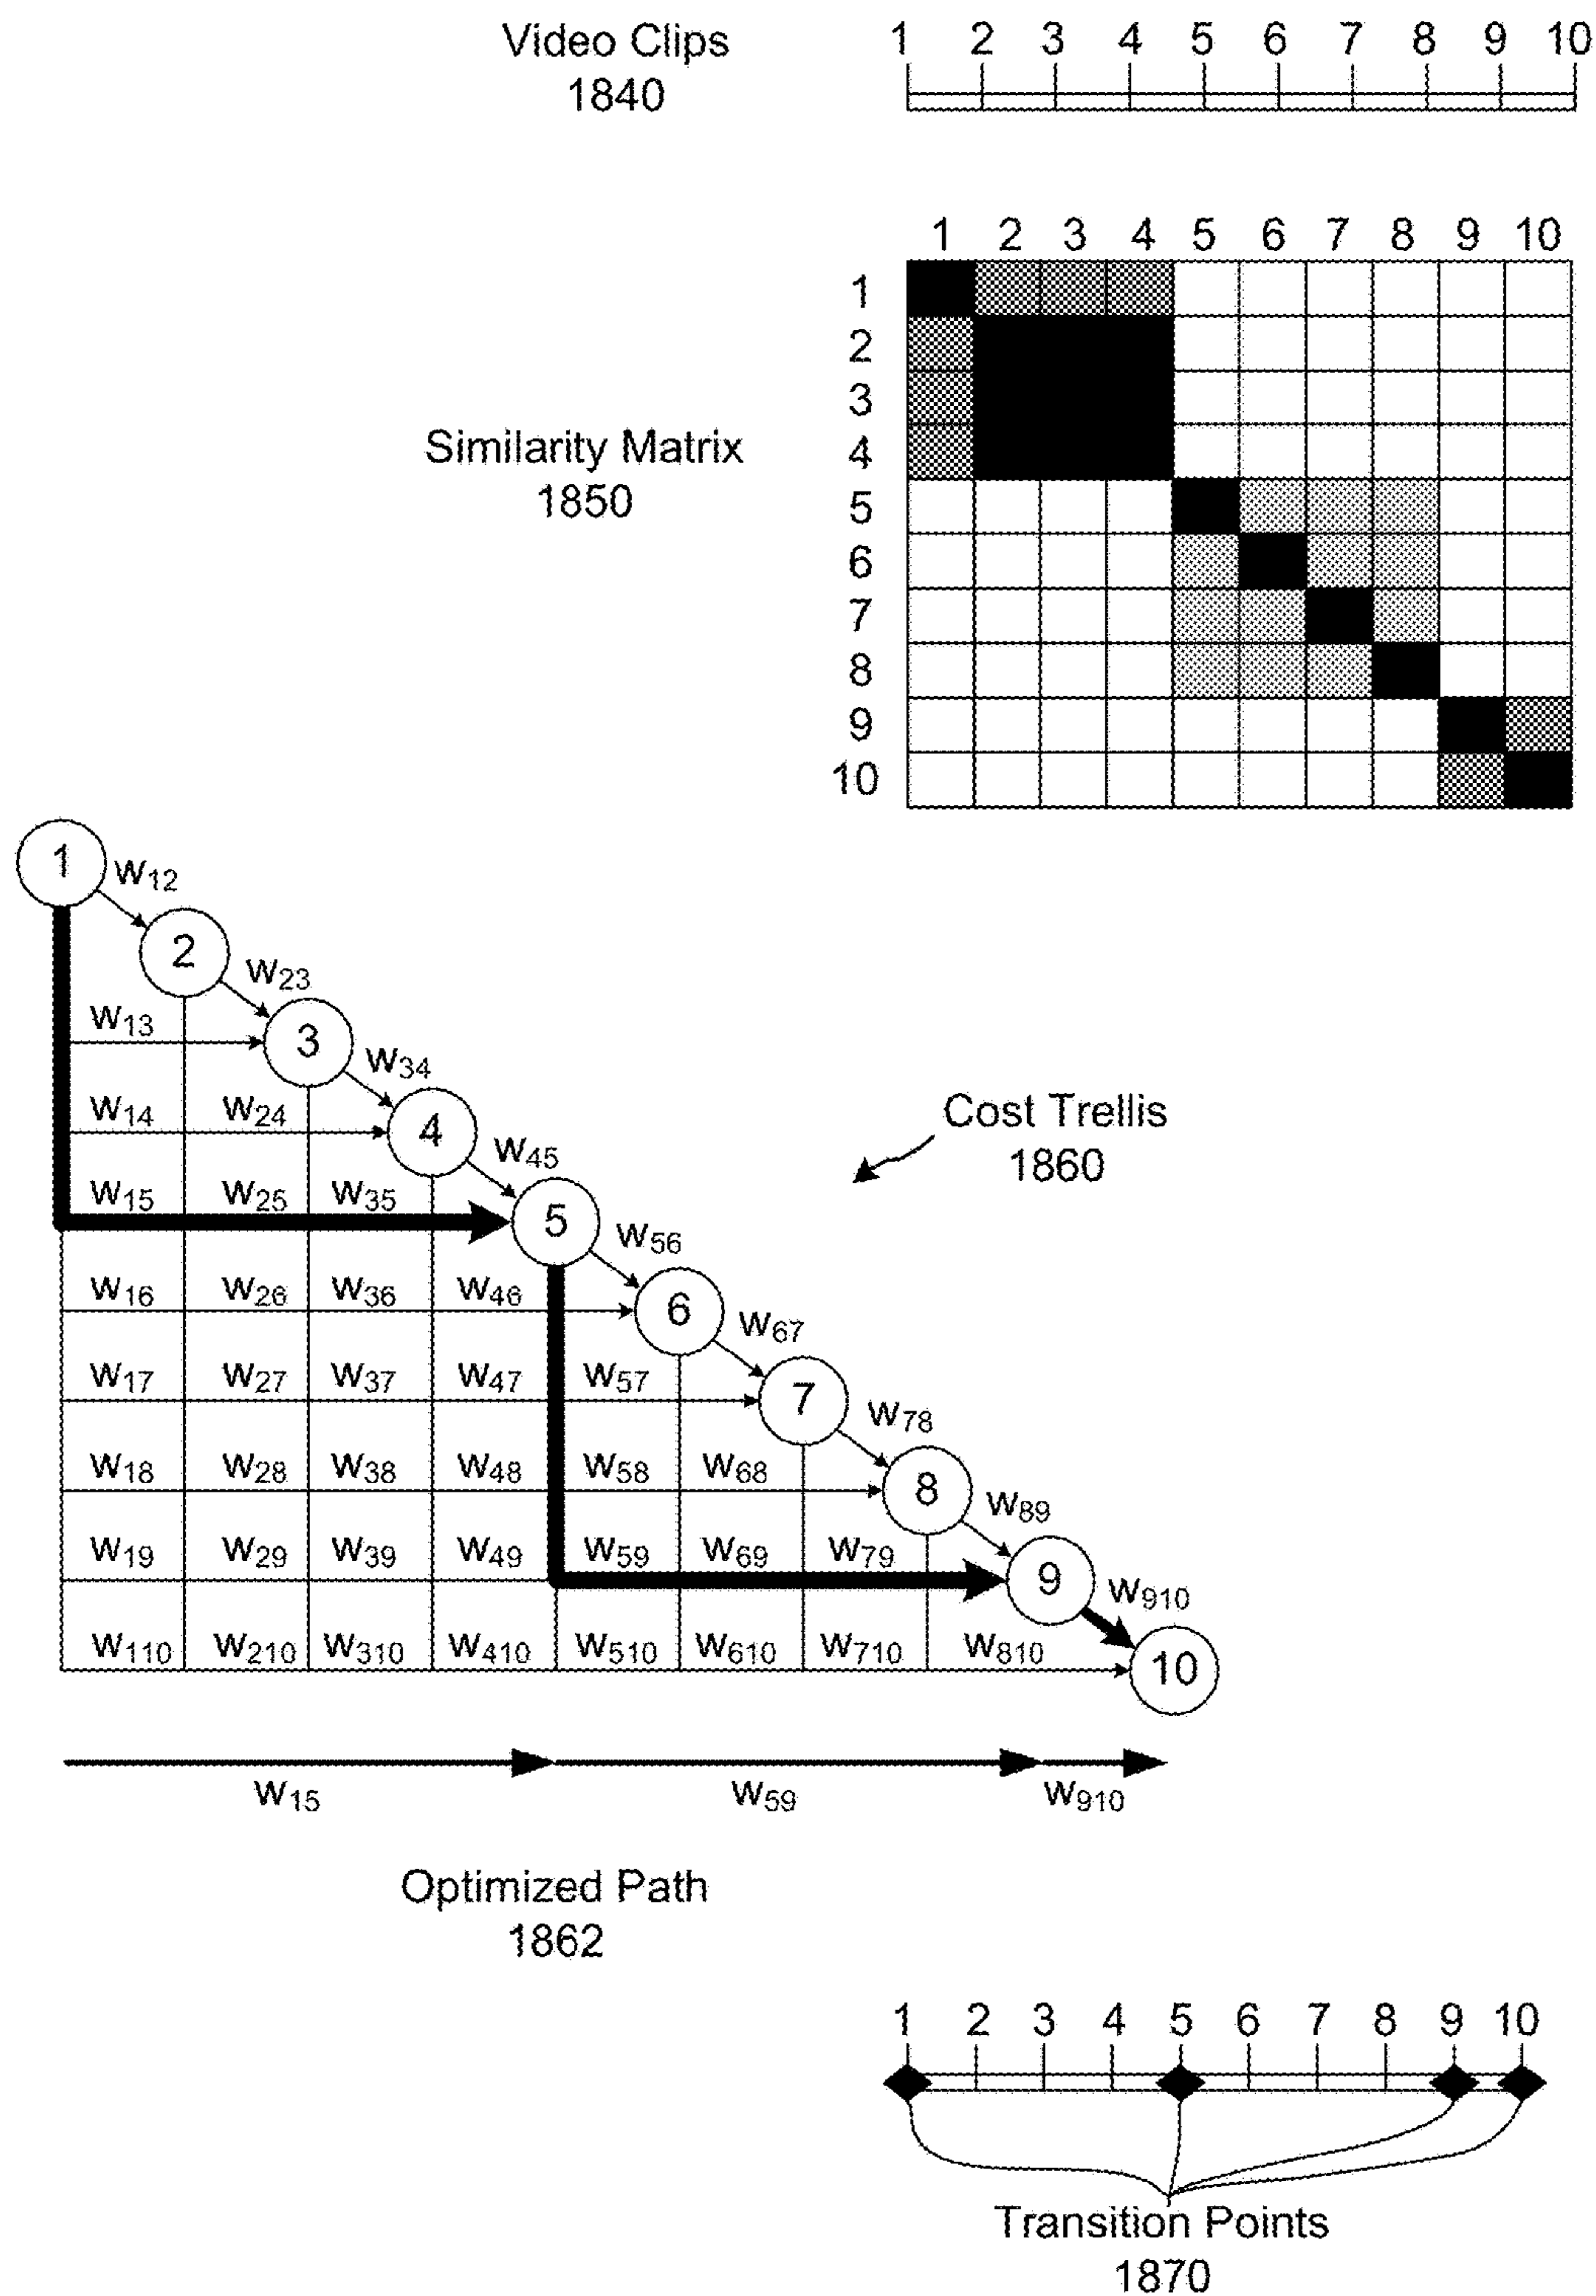 Video Clips
1840
1 2 3 4 5 6 7 8 9 10
1 2 3 4 5 6 7 8 9 10
1
2
3
4
5
6
7
8
9
10
Similarity Matrix
1850
1
w12
2
w23
w13
3
w34
w14 w24
4
w45
w15 w25 w35
5
w56
w16 w26 w36 w46
6
w67
w17 w27 w37 w47 w57
7
w78
w18 w28 w38 w48 w58 w68
8
w89
w19 w29 w39 w49 w59 w69 w79
9
w910
w110 w210 w310 w410 w510 w610 w710 w810
10
Cost Trellis
1860
w15 w59 w910
Optimized Path
1862
1 2 3 4 5 6 7 8 9 10
Transition Points
1870